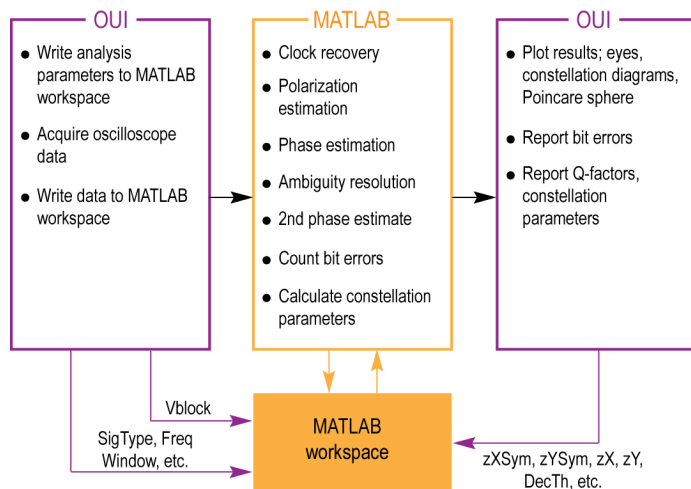 OUI
● Write analysis
parameters to MATLAB
workspace
● Acquire oscilloscope
data
● Write data to MATLAB
workspace
MATLAB
● Clock recovery
● Polarization
estimation
● Phase estimation
● Ambiguity resolution
● 2nd phase estimate
● Count bit errors
● Calculate constellation
parameters
OUI
● Plot results; eyes,
constellation diagrams,
Poincare sphere
● Report bit errors
● Report Q-factors,
constellation
parameters
Vblock
SigType, Freq
Window, etc.
MATLAB
workspace
zXSym, zYSym, zX, zY,
DecTh, etc.